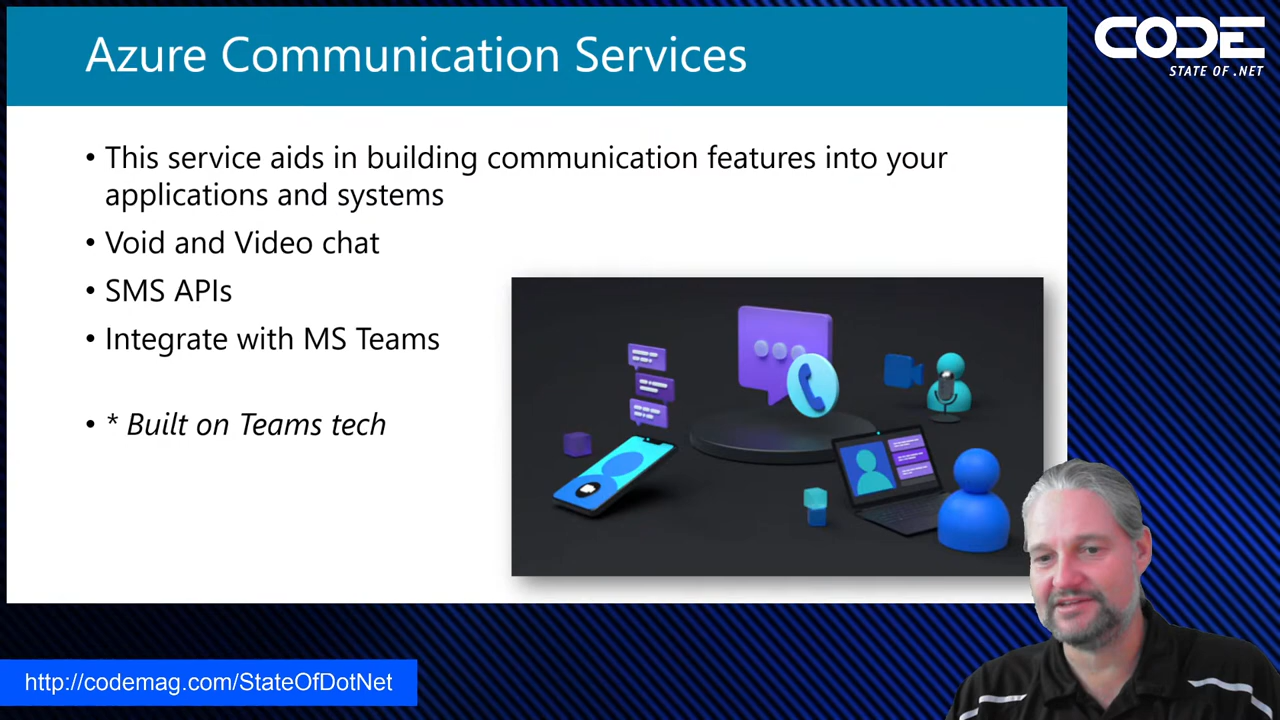 Azure Communication Services
CODE
STATE OF .NET
• This service aids in building communication features into your
applications and systems
• Void and Video chat
• SMS APIs
• Integrate with MS Teams
• * Built on Teams tech
http://codemag.com/StateOfDotNet